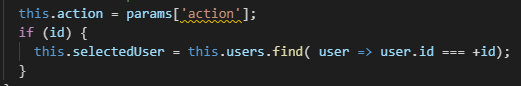 this.action = params['action'];
if (id) {
this.selectedUser = this.users.find( user => user.id === +id);
}